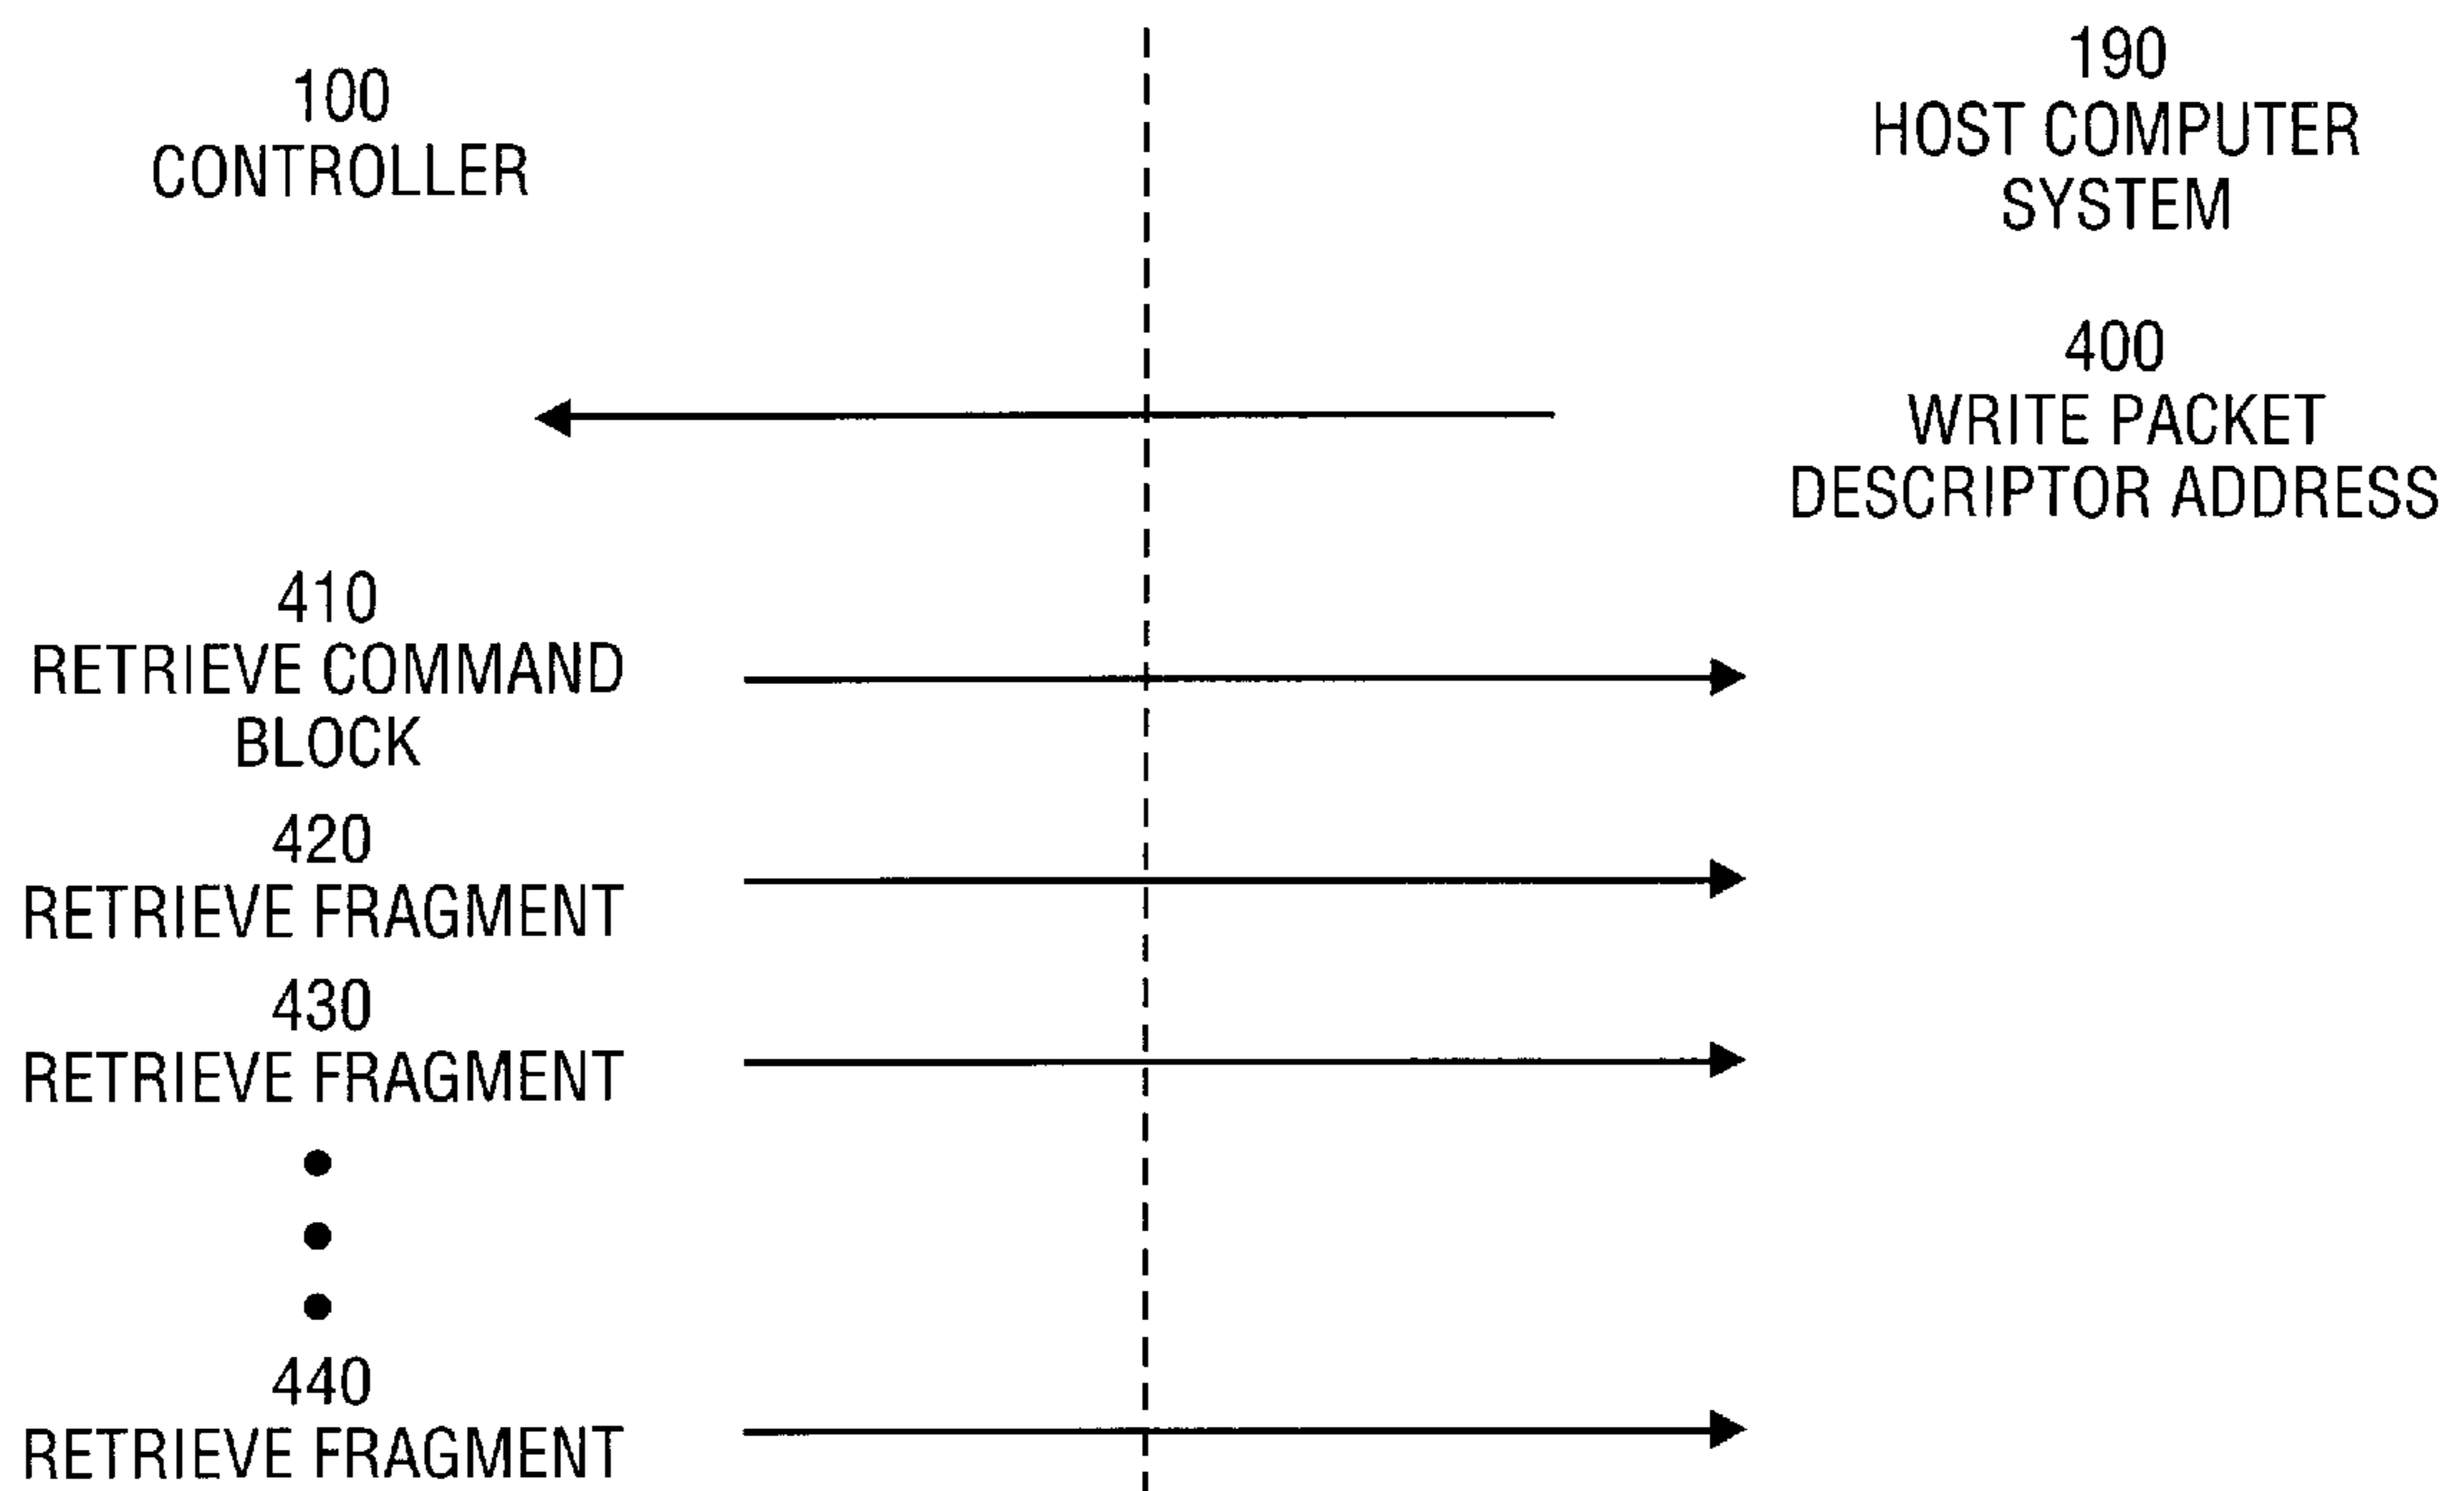 100
CONTROLLER
190
HOST COMPUTER
SYSTEM
400
WRITE PACKET
DESCRIPTOR ADDRESS
410
RETRIEVE COMMAND
BLOCK
420
RETRIEVE FRAGMENT
430
RETRIEVE FRAGMENT
440
RETRIEVE FRAGMENT